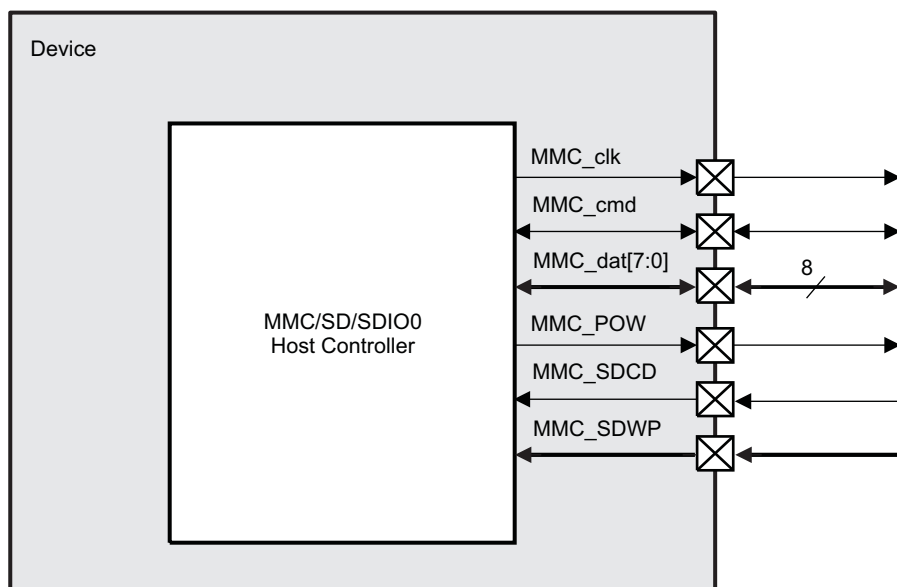 Device
MMC_clk
MMC_cmd
MMC_dat[7:0]
8
MMC/SD/SDIO0
Host Controller
MMC_POW
MMC_SDCD
MMC_SDWP